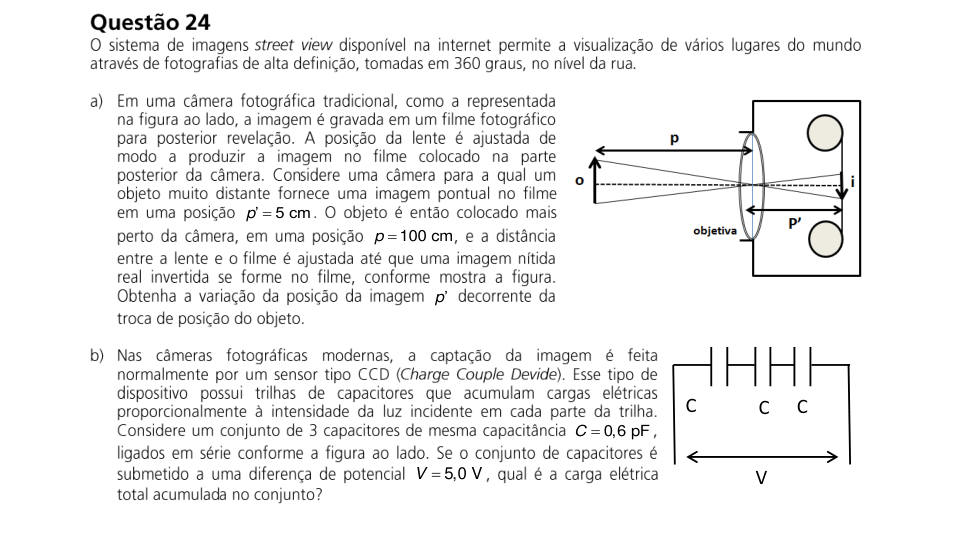 Questão 24
O sistema de imagens street view disponível na internet permite a visualização de vários lugares do mundo
através de fotografias de alta definição, tomadas em 360 graus, no nível da rua.
a) Em uma câmera fotográfica tradicional, como a representada
na figura ao lado, a imagem é gravada em um filme fotográfico
para posterior revelação. A posição da lente é ajustada de
modo a produzir a imagem no filme colocado na parte
posterior da câmera. Considere uma câmera para a qual um
objeto muito distante fornece uma imagem pontual no filme
em uma posição p' = 5 cm. O objeto é então colocado mais
perto da câmera, em uma posição p = 100 cm, e a distância
entre a lente e o filme é ajustada até que uma imagem nítida
real invertida se forme no filme, conforme mostra a figura.
Obtenha a variação da posição da imagem p' decorrente da
troca de posição do objeto.
p
o
i
P'
objetiva
b) Nas câmeras fotográficas modernas, a captação da imagem é feita
normalmente por um sensor tipo CCD (Charge Couple Devide). Esse tipo de
dispositivo possui trilhas de capacitores que acumulam cargas elétricas
proporcionalmente à intensidade da luz incidente em cada parte da trilha.
Considere um conjunto de 3 capacitores de mesma capacitância C = 0,6 pF,
ligados em série conforme a figura ao lado. Se o conjunto de capacitores é
submetido a uma diferença de potencial V = 5,0 V, qual é a carga elétrica
total acumulada no conjunto?
C C C
V